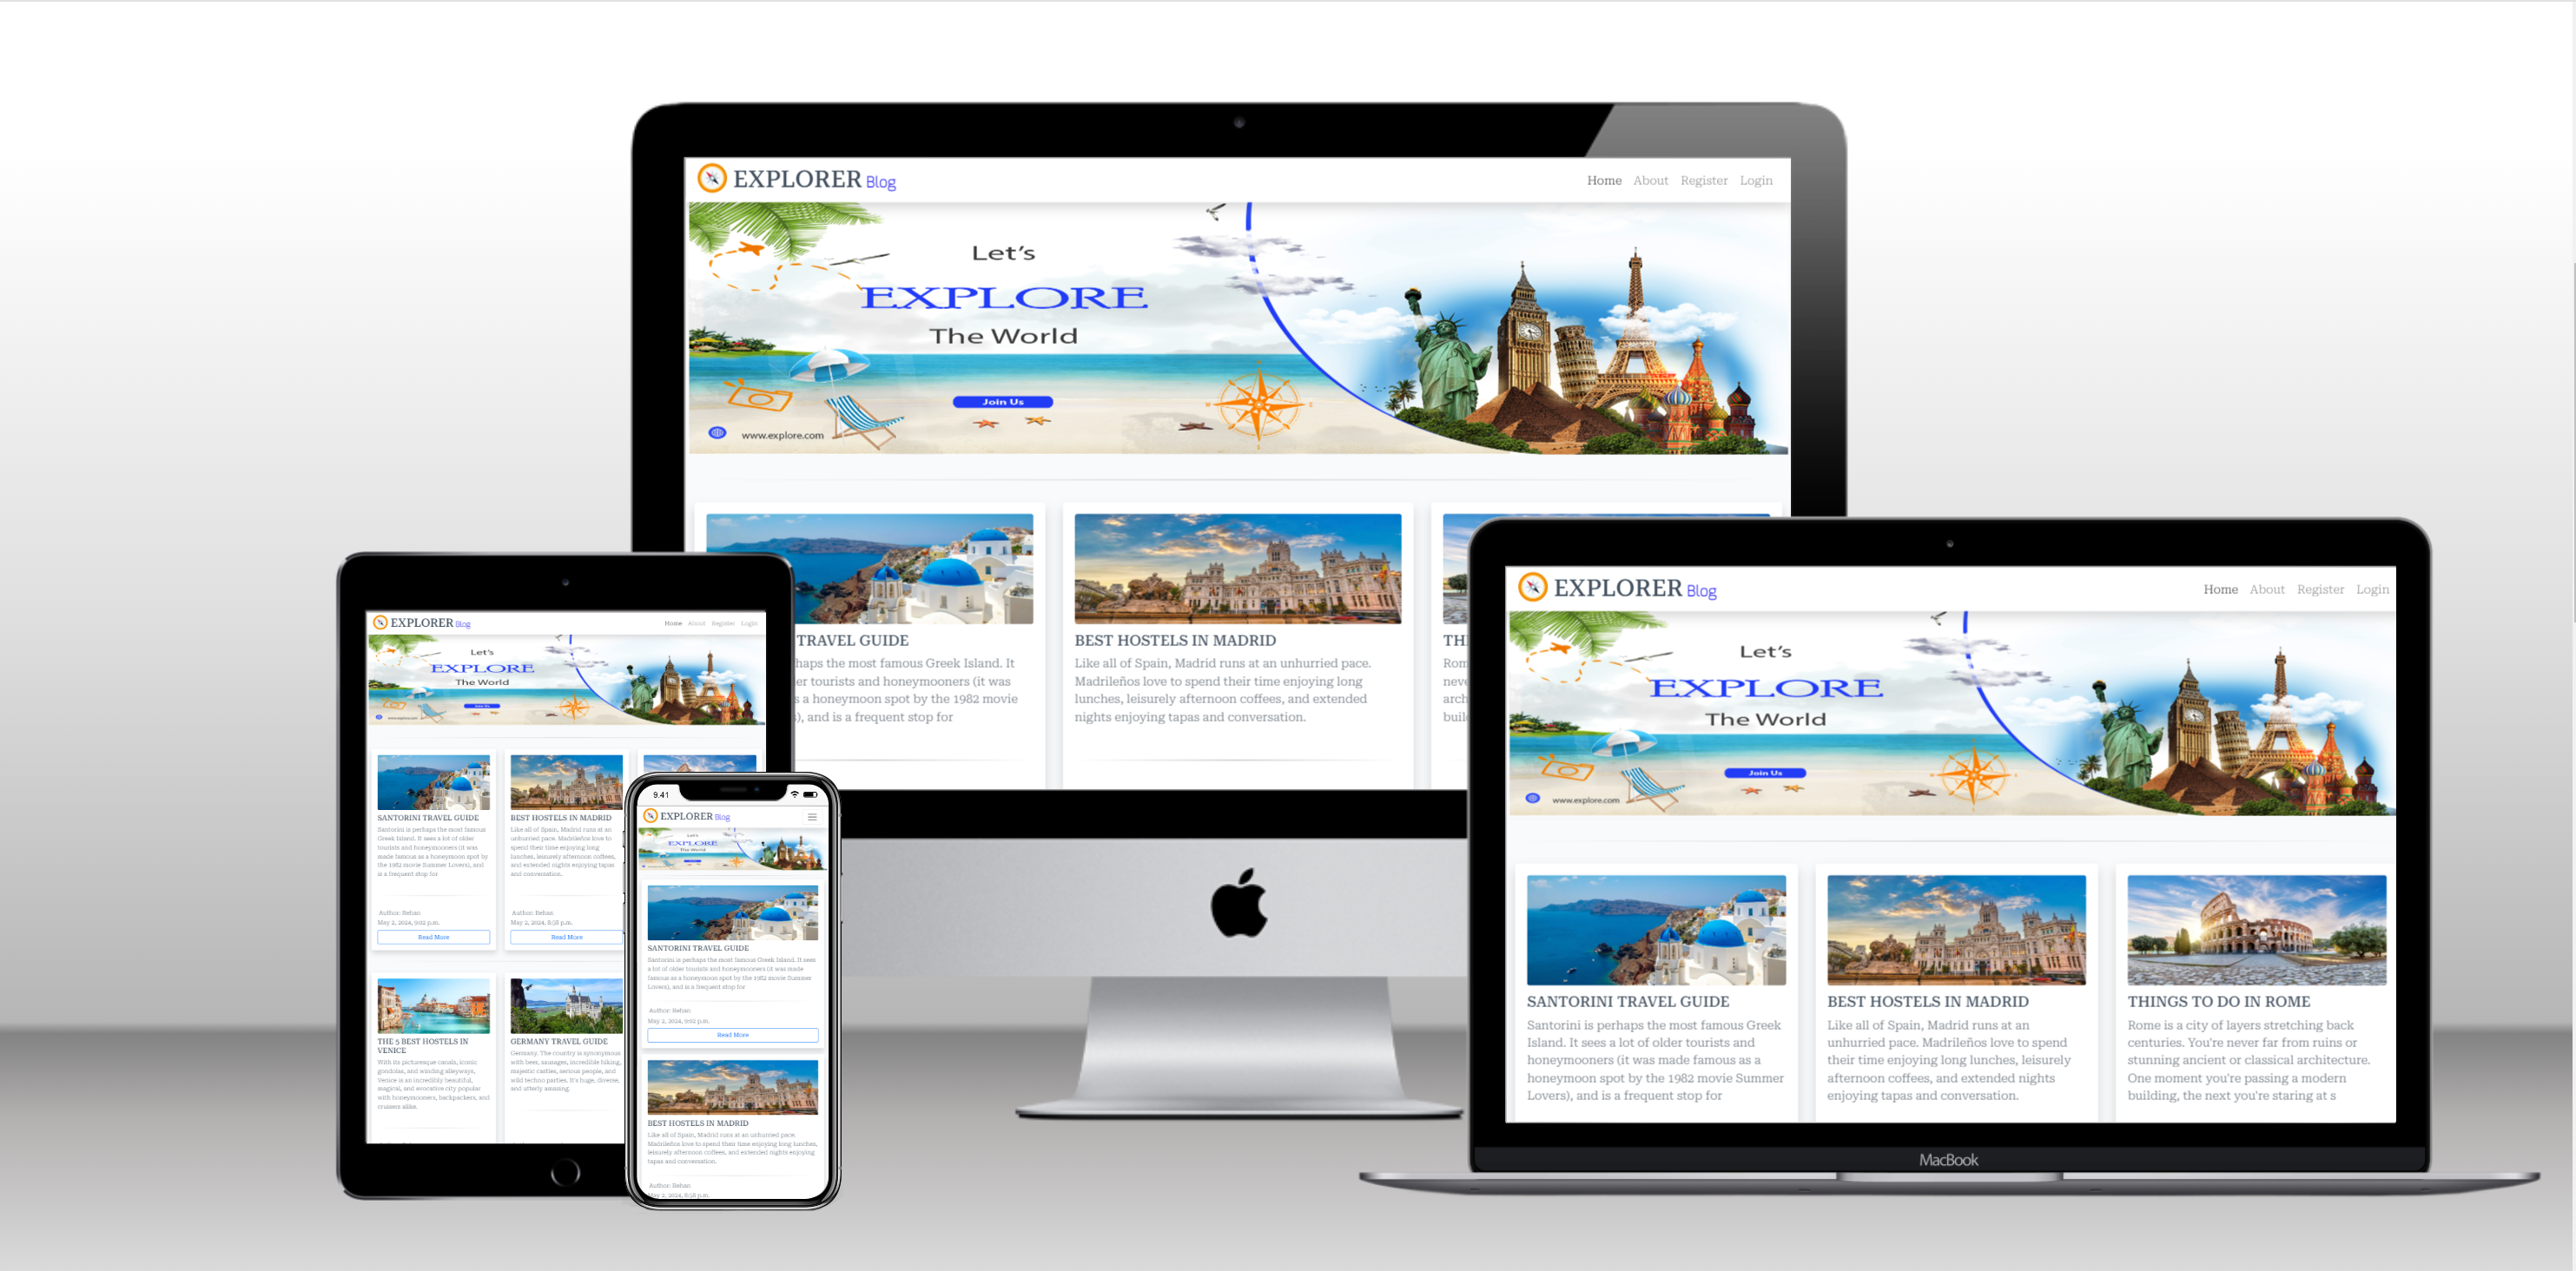 EXPLORER Blog
Home About Register Login
Let's
EXPLORE
The World
Join Us
www.explore.com
TRAVEL GUIDE
haps the most famous Greek Island. It
er tourists and honeymooners (it was
s a honeymoon spot by the 1982 movie
), and is a frequent stop for
BEST HOSTELS IN MADRID
Like all of Spain, Madrid runs at an unhurried pace.
Madrileños love to spend their time enjoying long
lunches, leisurely afternoon coffees, and extended
nights enjoying tapas and conversation.
TH
Rom
neve
arch
buil
EXPLORER Blog
Home About Register Login
Let's
EXPLORE
The World
Join Us
www.explore.com
SANTORINI TRAVEL GUIDE
Santorini is perhaps the most famous
Greek Island. It sees a lot of older
tourists and honeymooners (it was
made famous as a honeymoon spot by
the 1982 movie Summer Lovers), and
is a frequent stop for
Author: Rehan
May 2, 2024, 9:02 p.m.
Read More
BEST HOSTELS IN MADRID
Like all of Spain, Madrid runs at an
unhurried pace. Madrileños love to
spend their time enjoying long
lunches, leisurely afternoon coffees,
and extended nights enjoying tapas
and conversation.
Author: Rehan
May 2, 2024, 8:58 p.m.
Read More
THE 5 BEST HOSTELS IN
VENICE
With its picturesque canals, iconic
gondolas, and winding alleyways,
Venice is an incredibly beautiful,
magical, and evocative city popular
with honeymooners, backpackers, and
cruisers alike.
GERMANY TRAVEL GUIDE
Germany. The country is synonymous
with beer, sausages, incredible hiking,
majestic castles, serious people, and
wild techno parties. It's huge, diverse,
and utterly amazing.
9:41
EXPLORER Blog
Let's
EXPLORE
The World
SANTORINI TRAVEL GUIDE
Santorini is perhaps the most famous Greek Island. It sees
a lot of older tourists and honeymooners (it was made
famous as a honeymoon spot by the 1982 movie Summer
Lovers), and is a frequent stop for
Author: Rehan
May 2, 2024, 9:02 p.m.
Read More
BEST HOSTELS IN MADRID
Like all of Spain, Madrid runs at an unhurried pace.
Madrileños love to spend their time enjoying long lunches,
leisurely afternoon coffees, and extended nights enjoying
tapas and conversation.
Author: Rehan
May 2, 2024, 8:58 p.m.
EXPLORER Blog
Home About Register Login
Let's
EXPLORE
The World
Join Us
www.explore.com
SANTORINI TRAVEL GUIDE
Santorini is perhaps the most famous Greek
Island. It sees a lot of older tourists and
honeymooners (it was made famous as a
honeymoon spot by the 1982 movie Summer
Lovers), and is a frequent stop for
BEST HOSTELS IN MADRID
Like all of Spain, Madrid runs at an
unhurried pace. Madrileños love to spend
their time enjoying long lunches, leisurely
afternoon coffees, and extended nights
enjoying tapas and conversation.
THINGS TO DO IN ROME
Rome is a city of layers stretching back
centuries. You're never far from ruins or
stunning ancient or classical architecture.
One moment you're passing a modern
building, the next you're staring at s
MacBook